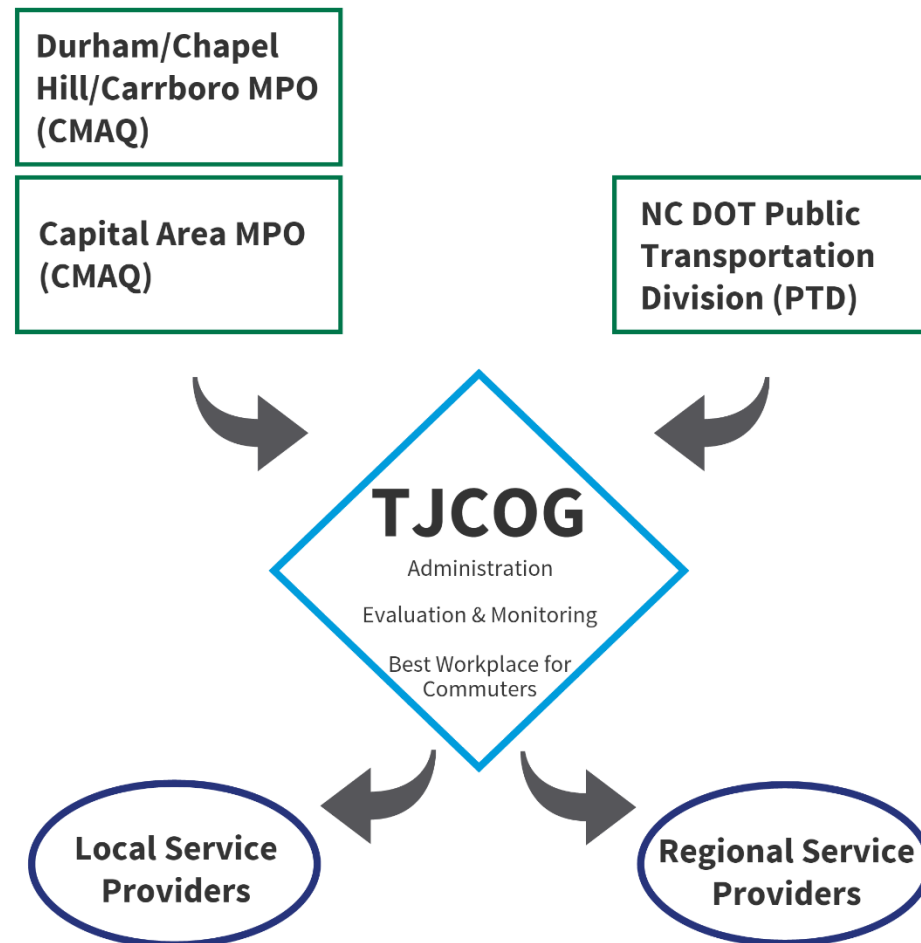 Durham/Chapel
Hill/Carrboro MPO
(CMAQ)
Capital Area MPO
(CMAQ)
NC DOT Public
Transportation
Division (PTD)
TJCOG
Administration
Evaluation & Monitoring
Best Workplace for
Commuters
Local Service
Providers
Regional Service
Providers